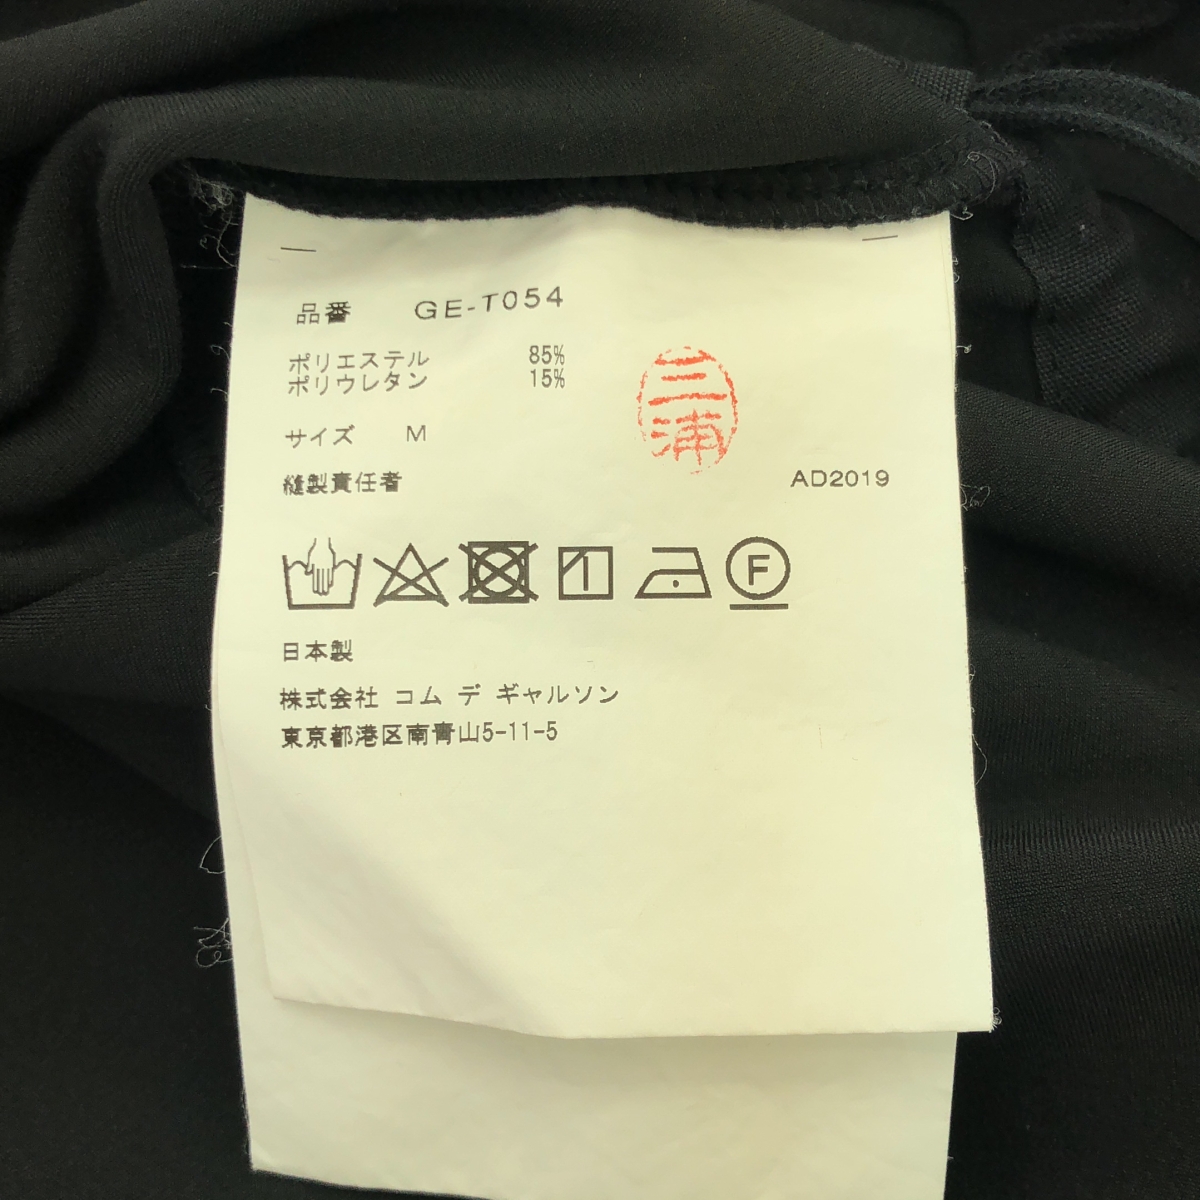 品番 GE-T054
ポリエステル 85%
ポリウレタン 15%
三浦
サイズ M
縫製責任者 AD2019
F
日本製
株式会社 コム デ ギャルソン
東京都港区南青山5-11-5